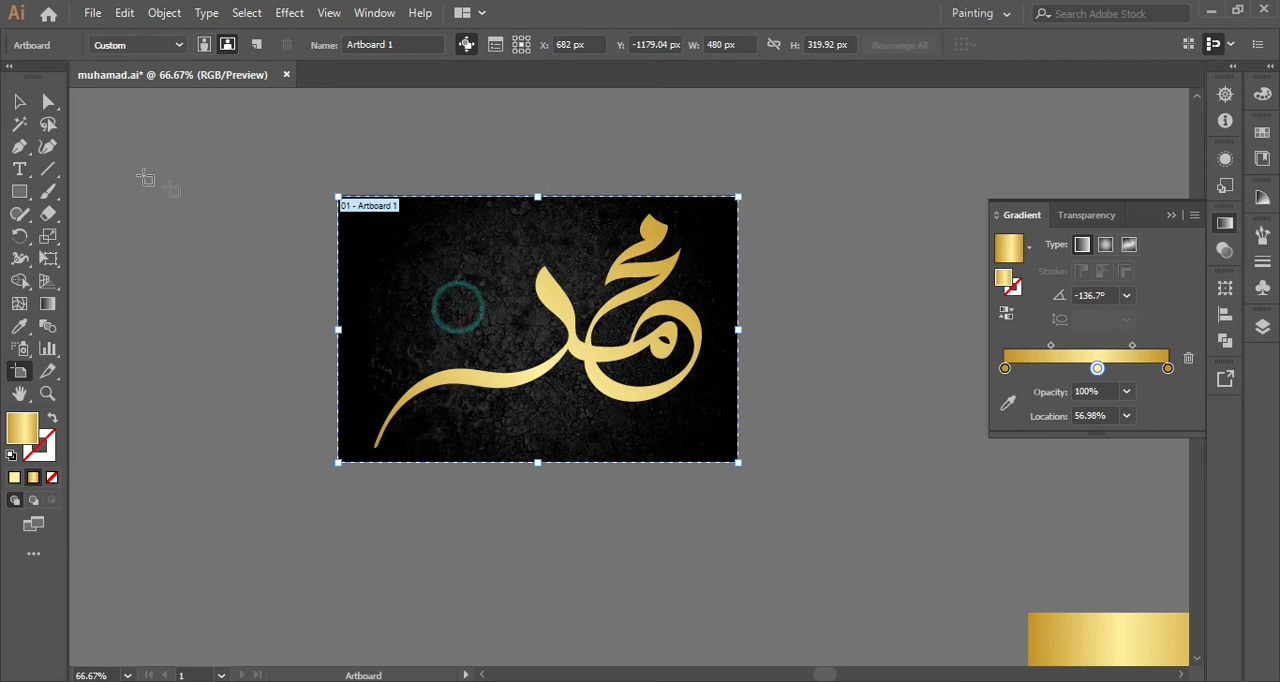 Ai File Edit Object Type Select Effect View Window Help Painting Search Adobe Stock
Artboard Custom Name: Artboard 1 X: 682 px Y: -1179.04 px W: 480 px H: 319.92 px Rearrange All
muhamad.ai* @ 66.67% (RGB/Preview)
01 - Artboard 1
محمد
Gradient Transparency
Type:
Stroke:
-136.7°
Opacity: 100%
Location: 56.98%
66.67% 1 Artboard